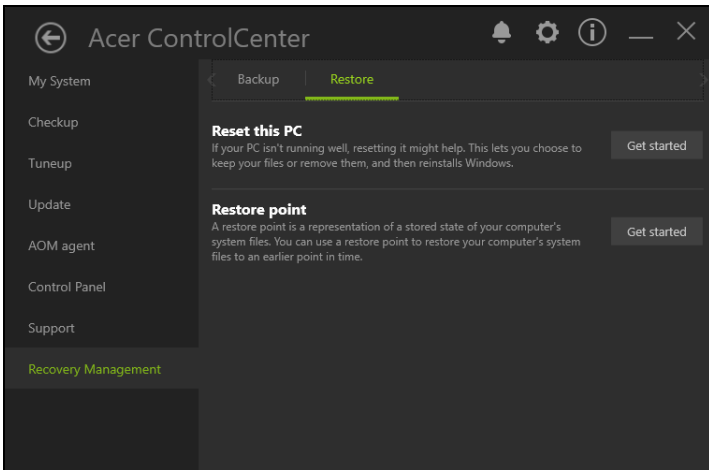 Acer ControlCenter
My System
Checkup
Tuneup
Update
AOM agent
Control Panel
Support
Recovery Management
Backup
Restore
Reset this PC
If your PC isn't running well, resetting it might help. This lets you choose to
keep your files or remove them, and then reinstalls Windows.
Get started
Restore point
A restore point is a representation of a stored state of your computer's
system files. You can use a restore point to restore your computer's system
files to an earlier point in time.
Get started